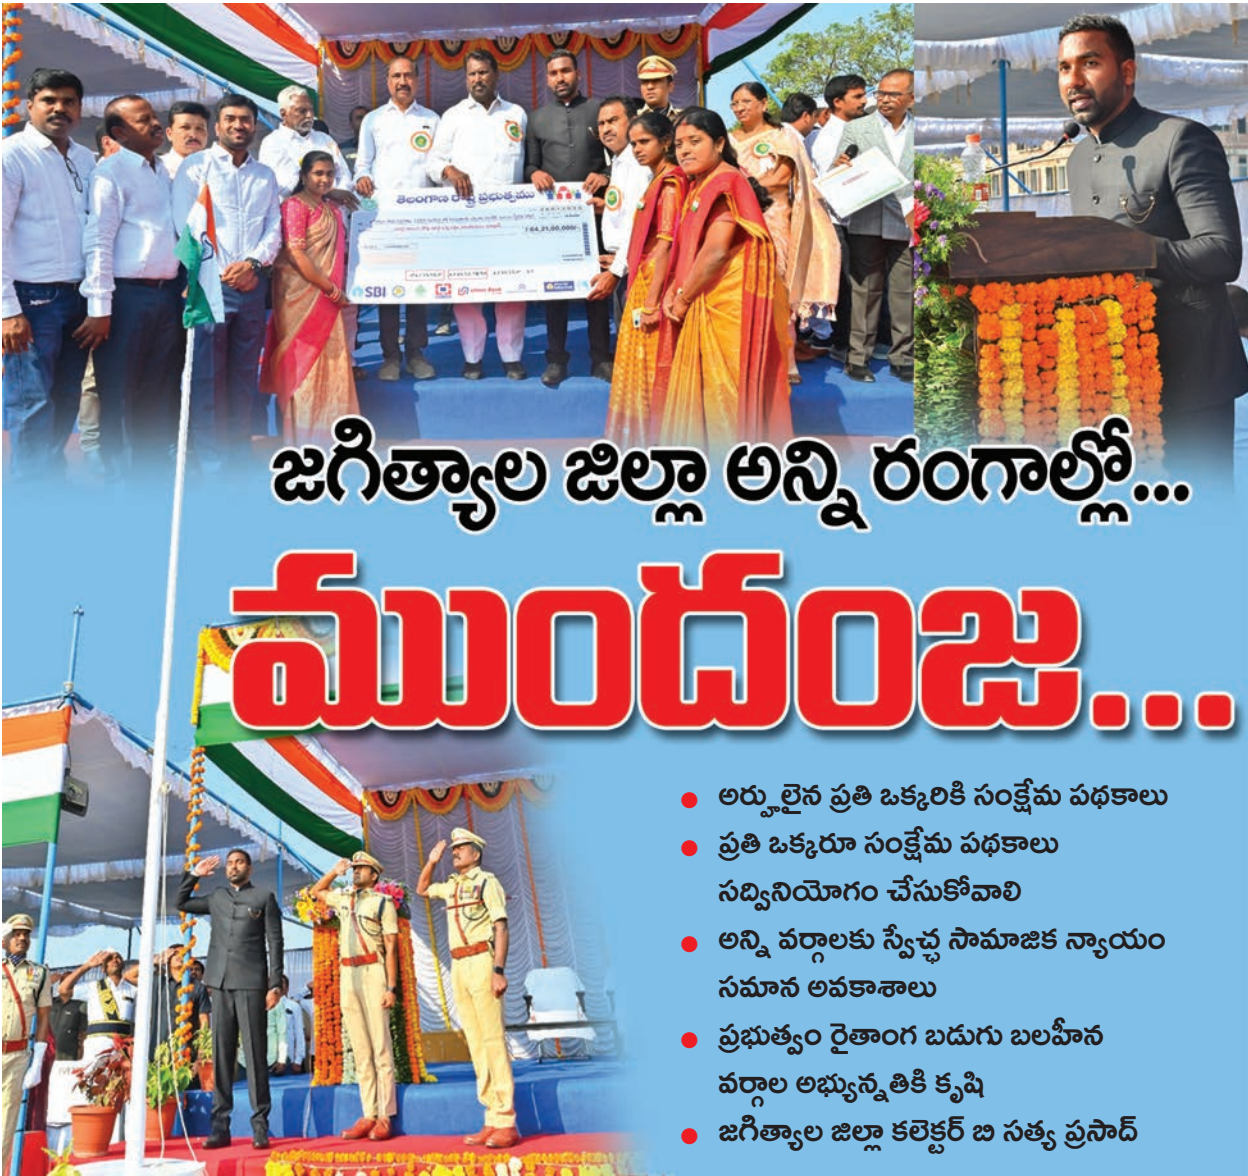 తెలంగాణ రాష్ట్ర ప్రభుత్వము
SBI
జగిత్యాల జిల్లా అన్ని రంగాల్లో...
ముందంజ...
• అర్హులైన ప్రతి ఒక్కరికి సంక్షేమ పథకాలు
• ప్రతి ఒక్కరూ సంక్షేమ పథకాలు
సద్వినియోగం చేసుకోవాలి
• అన్ని వర్గాలకు స్వేచ్ఛ సామాజిక న్యాయం
సమాన అవకాశాలు
• ప్రభుత్వం రైతాంగ బడుగు బలహీన
వర్గాల అభ్యున్నతికి కృషి
• జగిత్యాల జిల్లా కలెక్టర్ బి సత్య ప్రసాద్